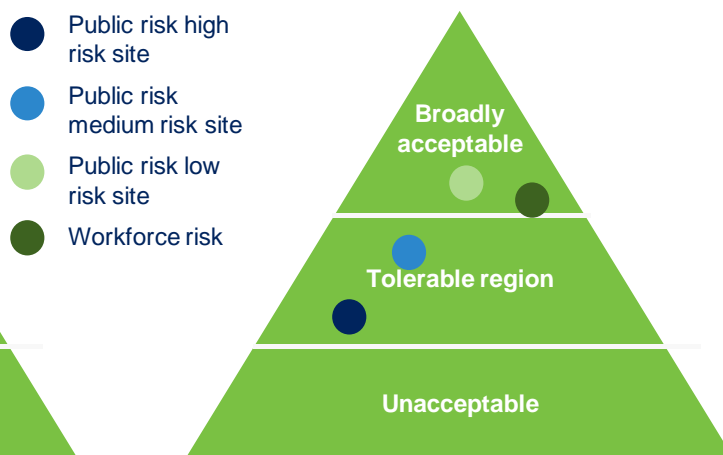 Public risk high
risk site
Public risk
medium risk site
Public risk low
risk site
Workforce risk
Broadly
acceptable
Tolerable region
Unacceptable